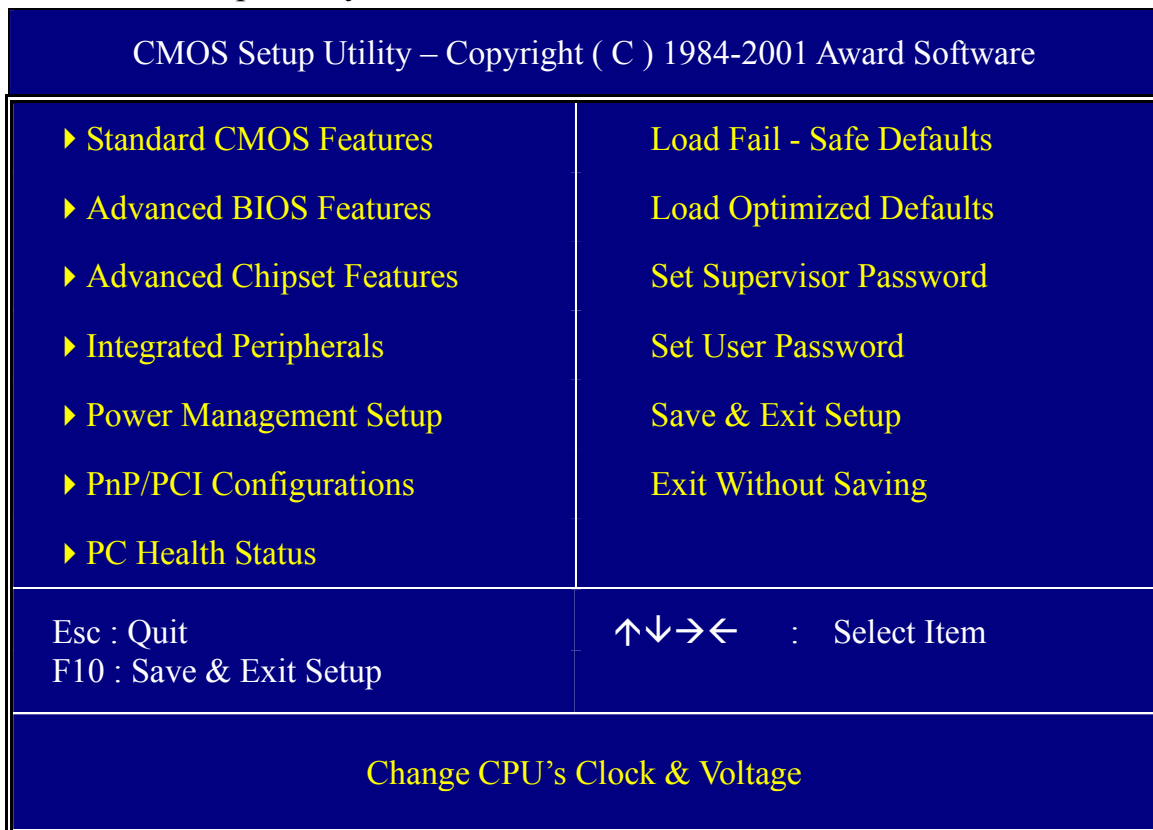 CMOS Setup Utility – Copyright ( C ) 1984-2001 Award Software
Standard CMOS Features
Advanced BIOS Features
Advanced Chipset Features
Integrated Peripherals
Power Management Setup
PnP/PCI Configurations
PC Health Status
Load Fail - Safe Defaults
Load Optimized Defaults
Set Supervisor Password
Set User Password
Save & Exit Setup
Exit Without Saving
Esc : Quit
F10 : Save & Exit Setup
↑↓→← : Select Item
Change CPU’s Clock & Voltage